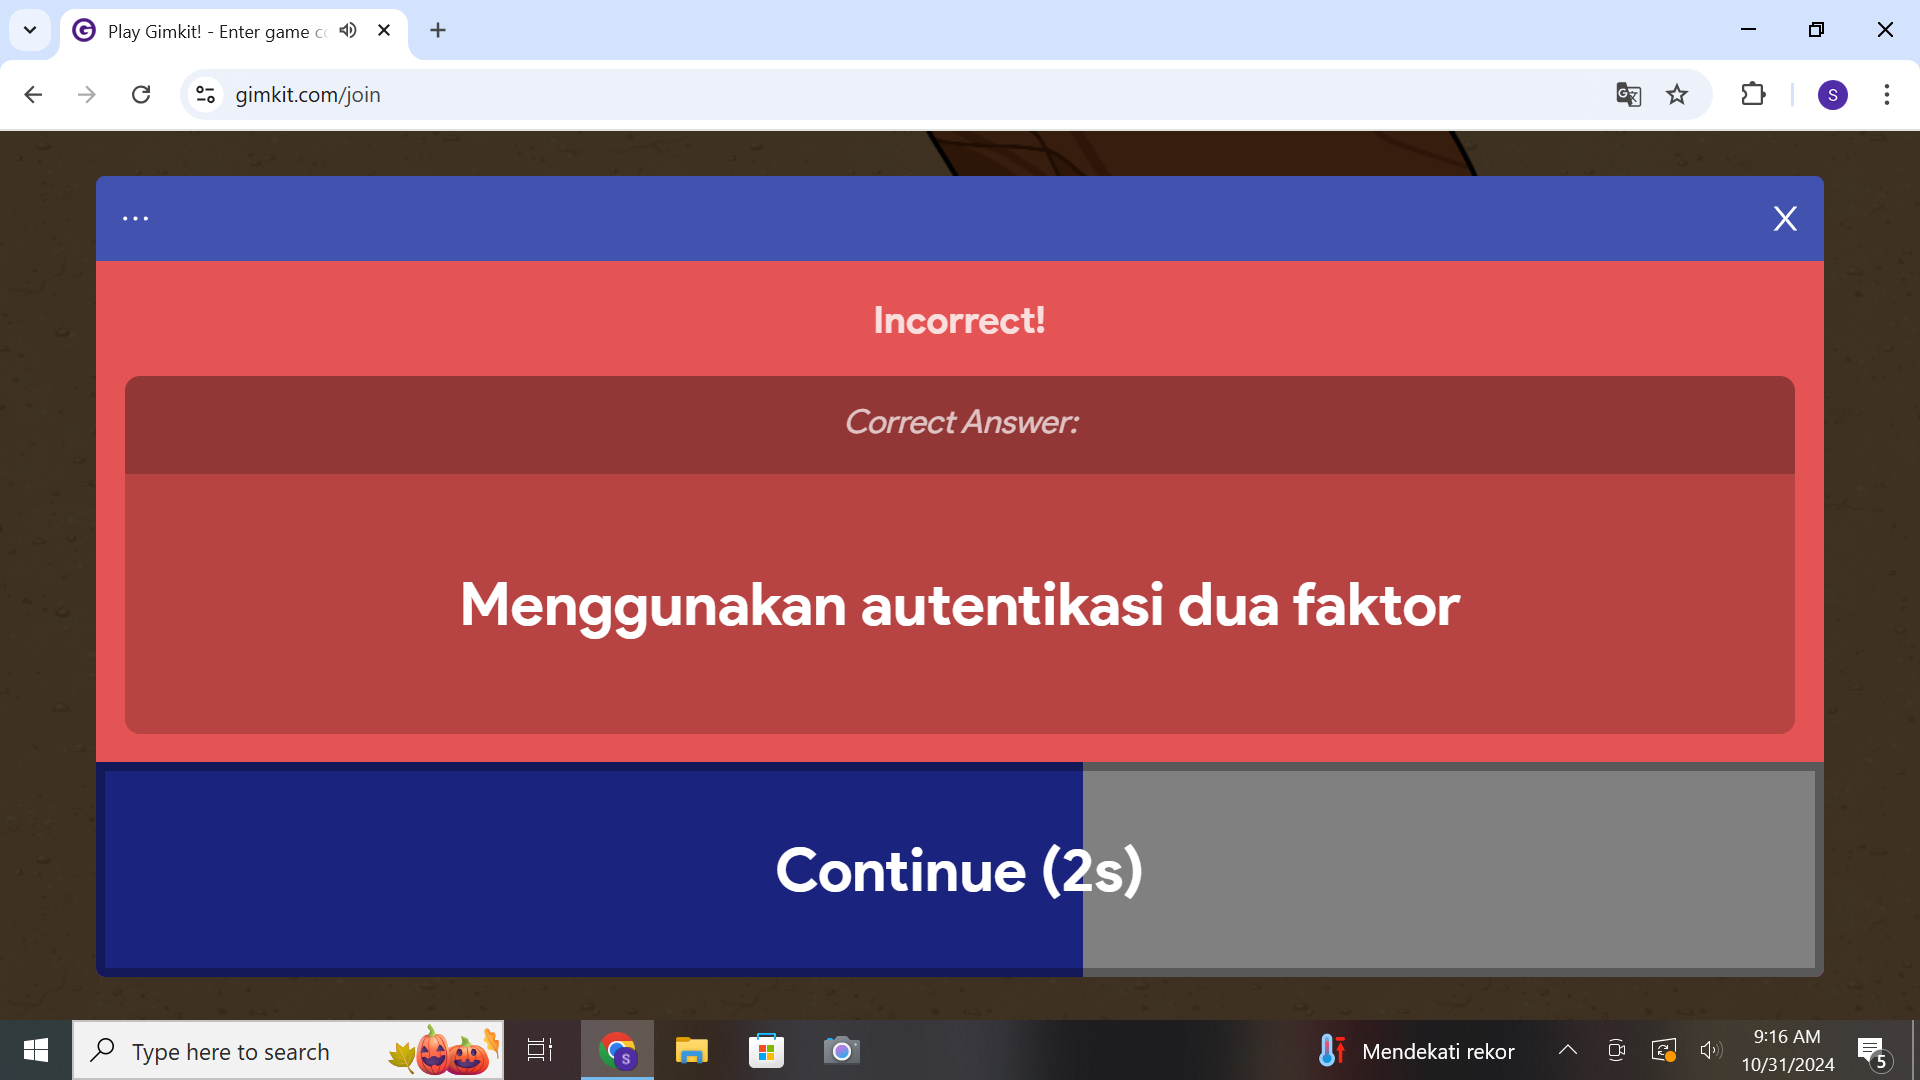 Play Gimkit! - Enter game c
gimkit.com/join
S
...
X
Incorrect!
Correct Answer:
Menggunakan autentikasi dua faktor
Continue (2s)
Type here to search
S
Mendekati rekor
9:16 AM
10/31/2024
5